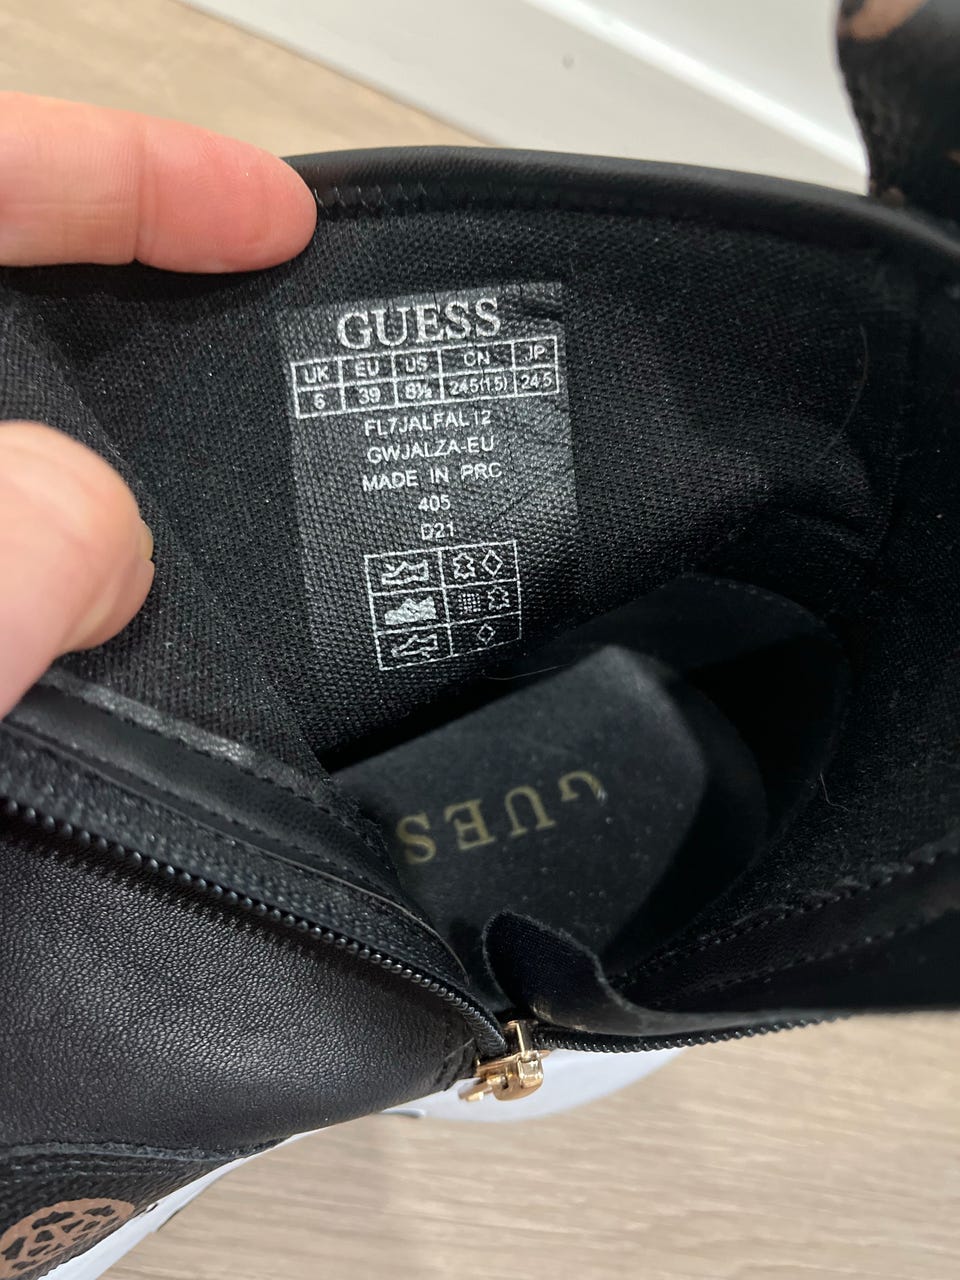 GUESS
UK EU US CN JP
6 39 8½ 245(1.5) 24.5
FL7JALFAL12
GWJALZA-EU
MADE IN PRC
405
D21
GUES